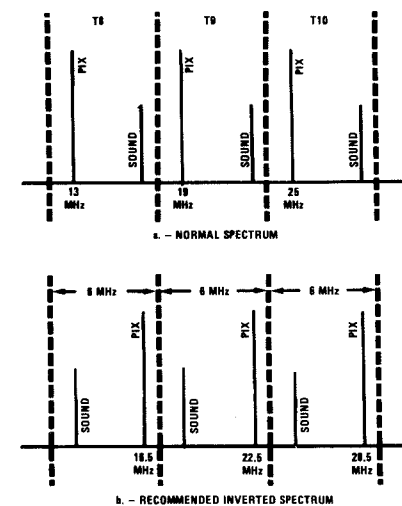 T8 T9 T10
PIX PIX PIX
SOUND SOUND SOUND
13 MHz
19 MHz
25 MHz
a. – NORMAL SPECTRUM
6 MHz 6 MHz 6 MHz
PIX PIX PIX
SOUND SOUND SOUND
16.5 MHz
22.5 MHz
28.5 MHz
b. – RECOMMENDED INVERTED SPECTRUM